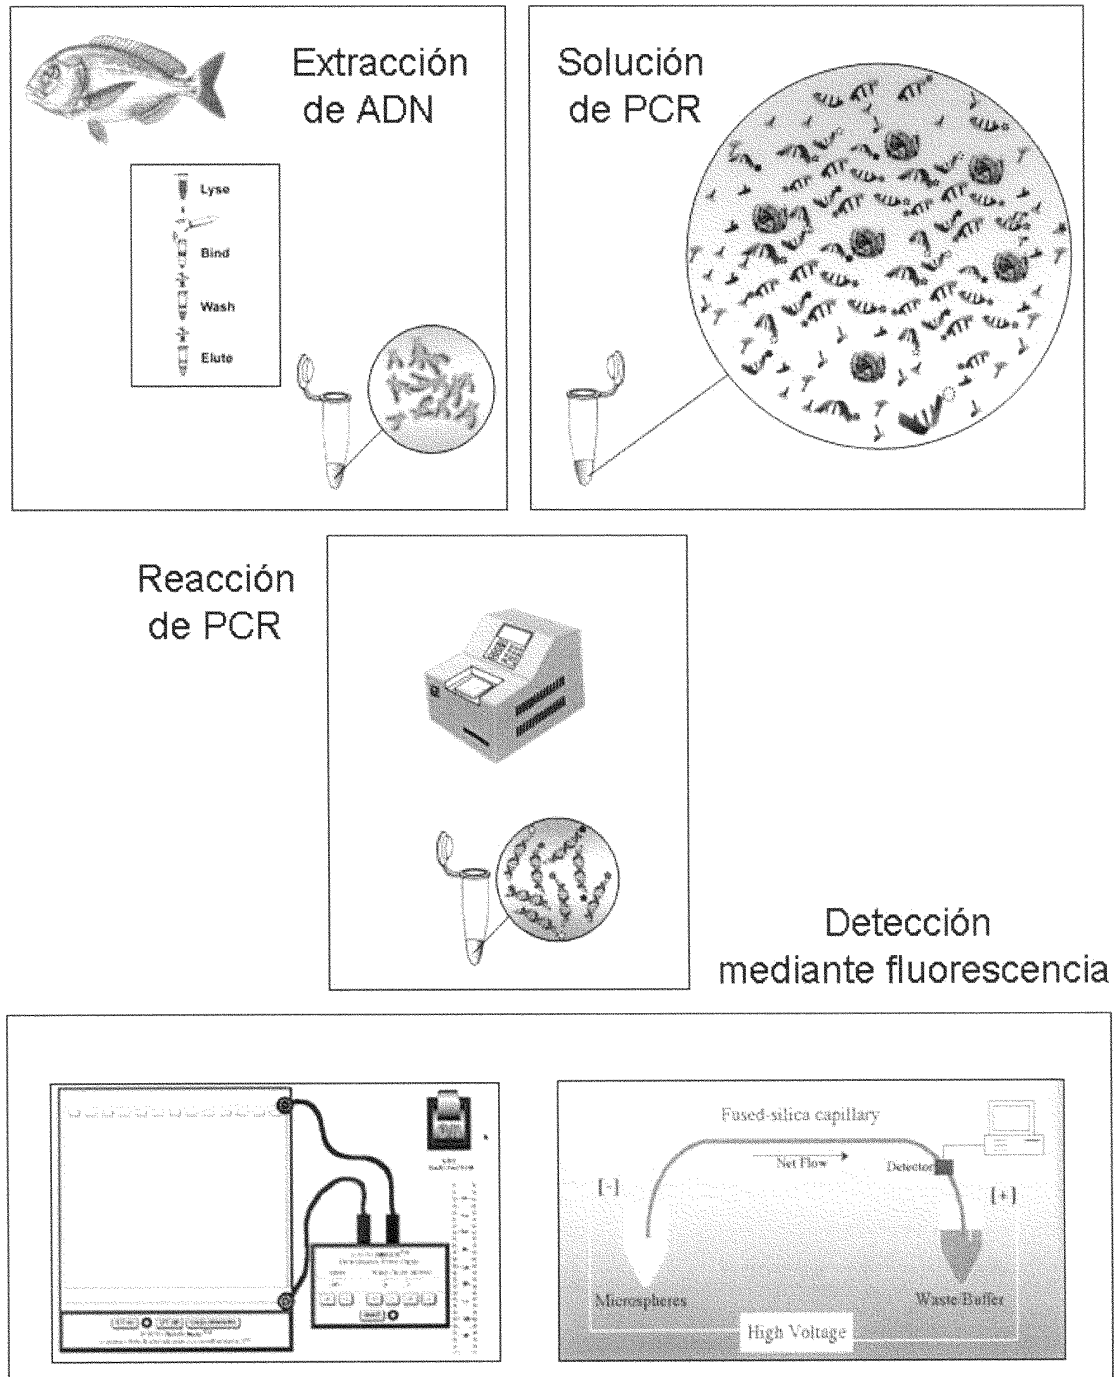 Extracción
de ADN
Lyse
Bind
Wash
Elute
Solución
de PCR
Reacción
de PCR
Detección
mediante fluorescencia
Fused-silica capillary
Net Flow
Detector
[-]
[+]
Microspheres
Waste Buffer
High Voltage